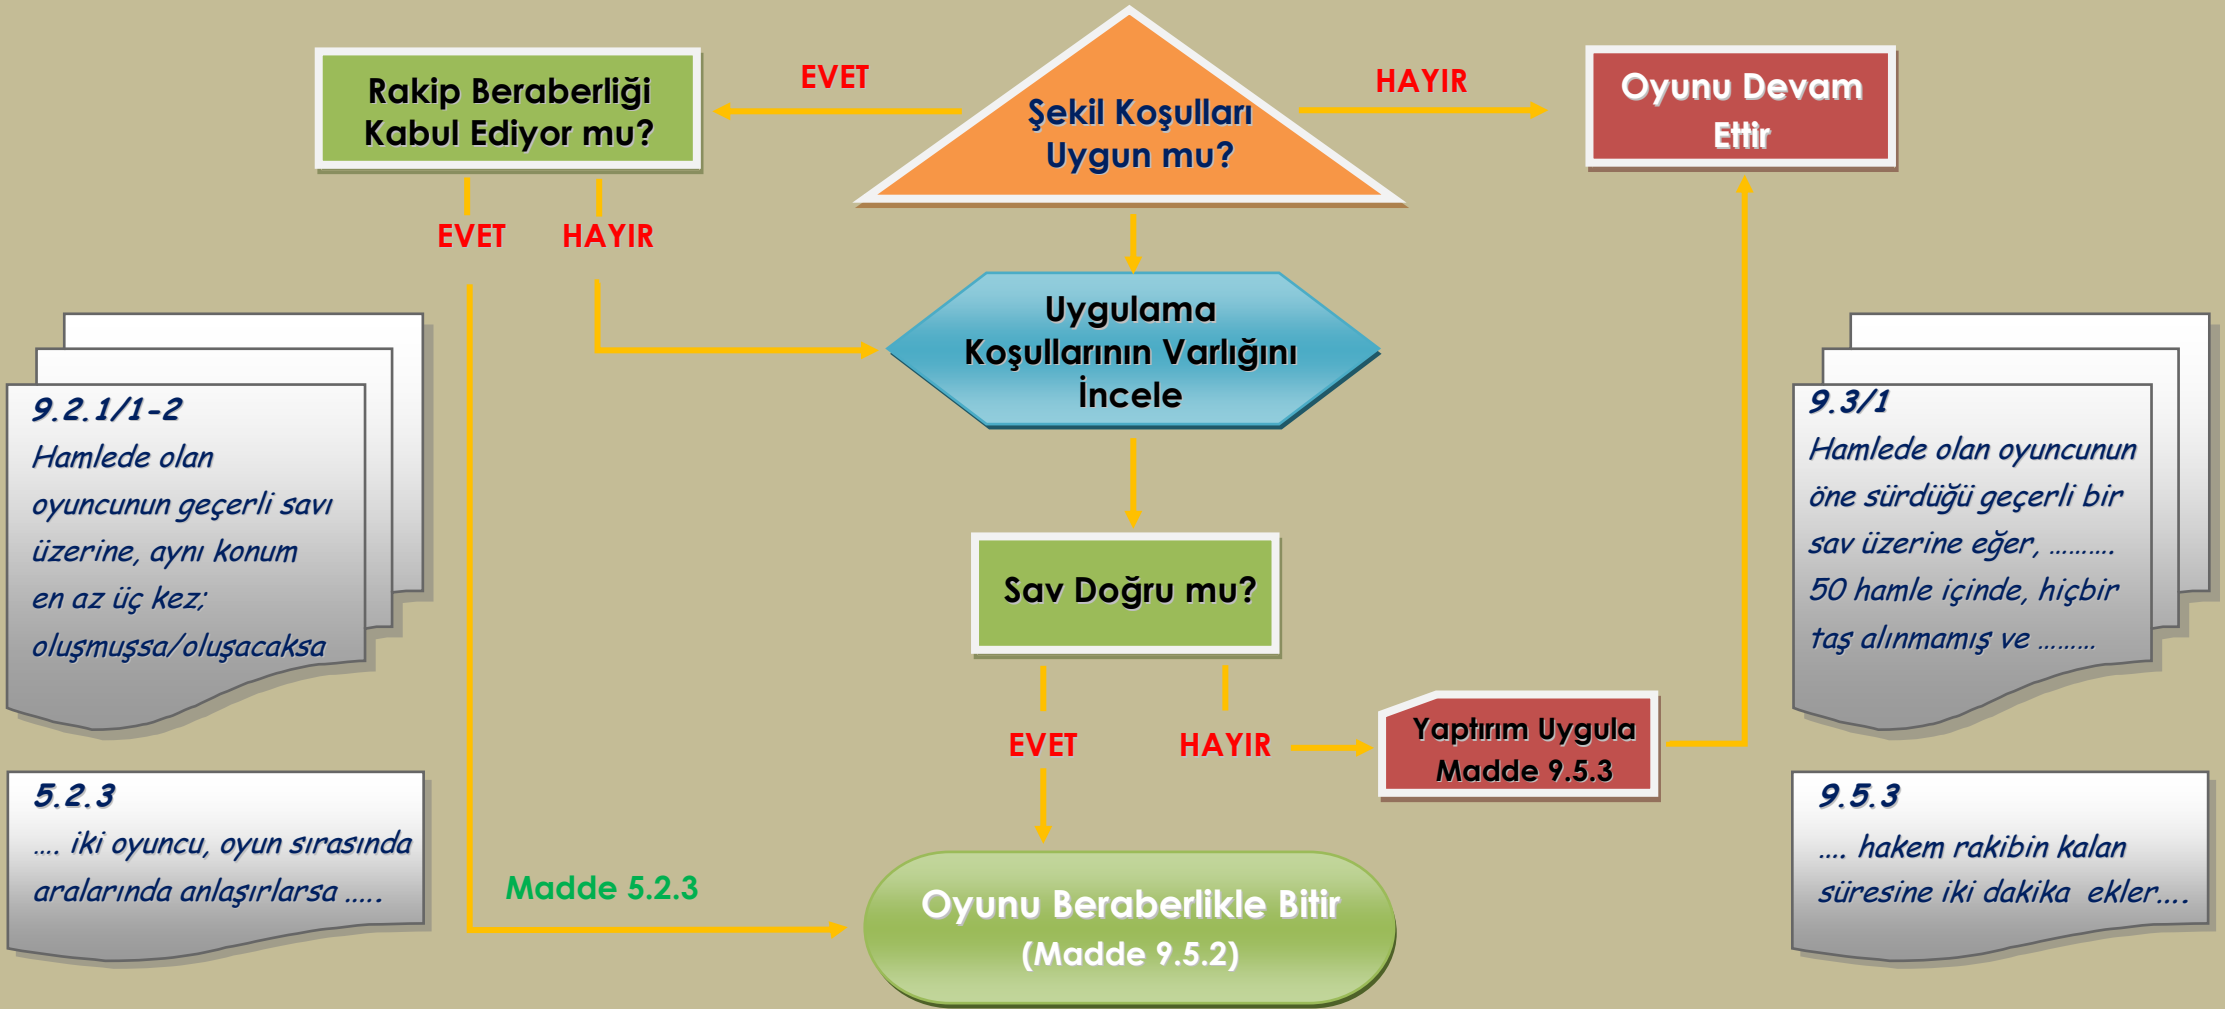 Rakip Beraberliği
Kabul Ediyor mu?
EVET
Şekil Koşulları
Uygun mu?
HAYIR
Oyunu Devam
Ettir
EVET
HAYIR
Uygulama
Koşullarının Varlığını
İncele
9.2.1/1-2
Hamlede olan
oyuncunun geçerli savı
üzerine, aynı konum
en az üç kez;
oluşmuşsa/oluşacaksa
9.3/1
Hamlede olan oyuncunun
öne sürdüğü geçerli bir
sav üzerine eğer, ..........
50 hamle içinde, hiçbir
taş alınmamış ve .........
Sav Doğru mu?
EVET
HAYIR
Yaptırım Uygula
Madde 9.5.3
5.2.3
.... iki oyuncu, oyun sırasında
aralarında anlaşırlarsa .....
Madde 5.2.3
Oyunu Beraberlikle Bitir
(Madde 9.5.2)
9.5.3
.... hakem rakibin kalan
süresine iki dakika ekler....